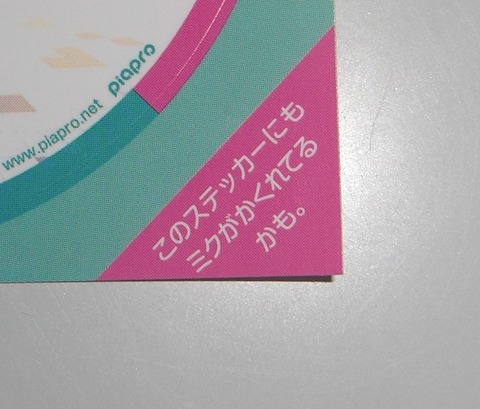 piapro
www.piapro.net
このステッカーにも
ミクがかくれてる
かも。